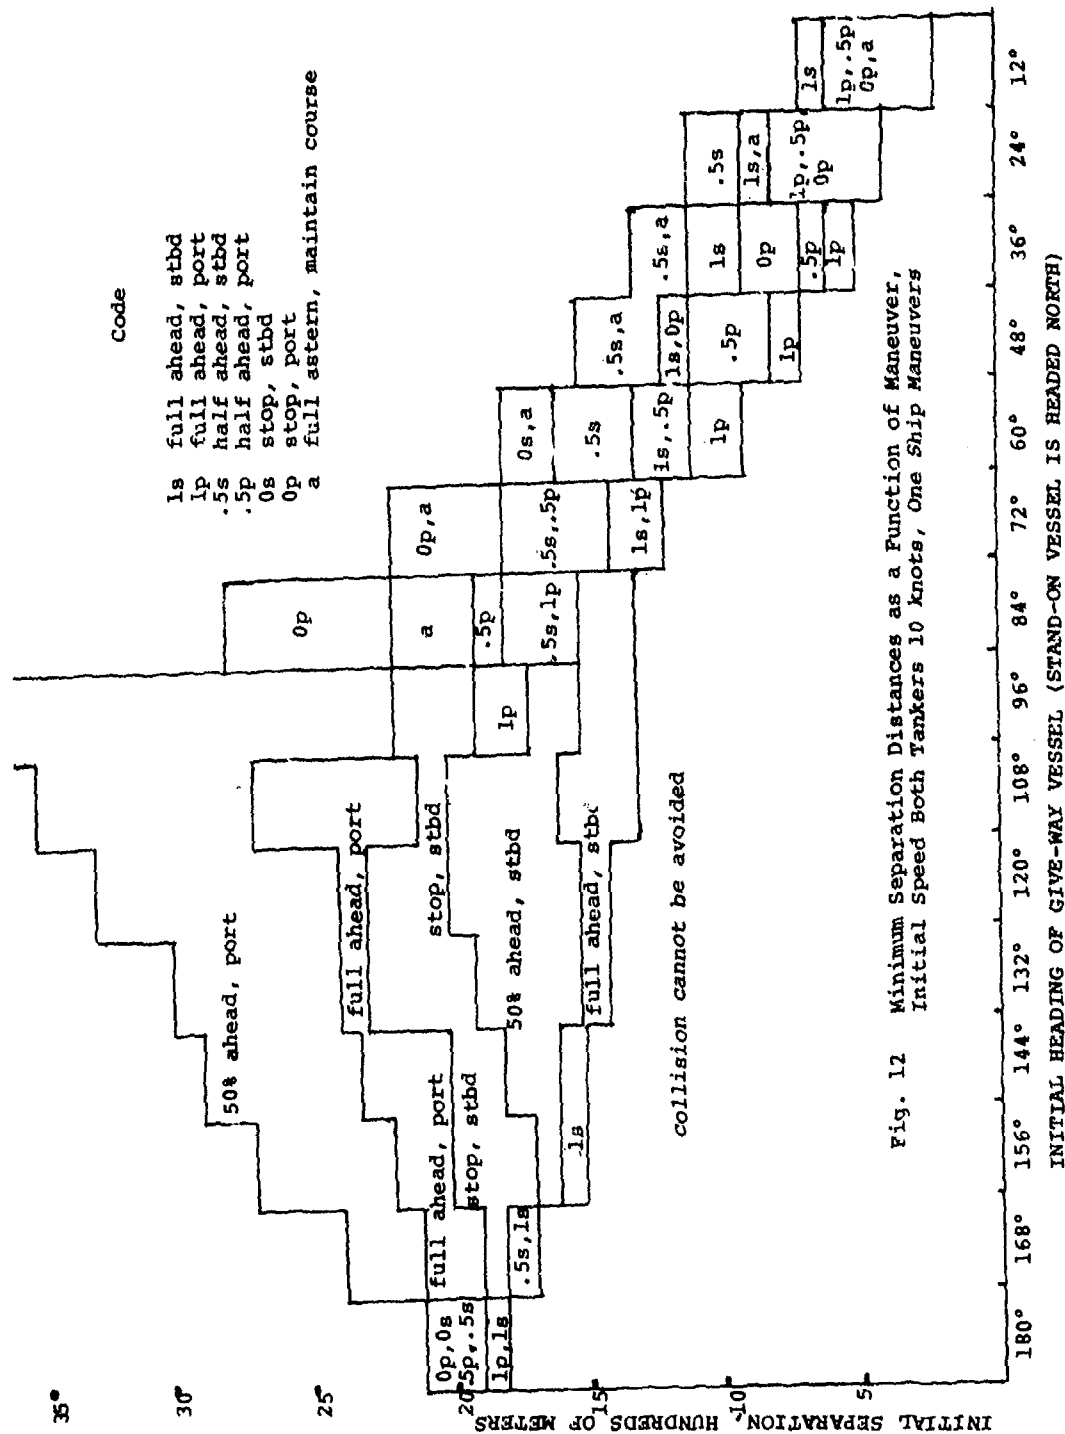 Code
1s full ahead, stbd
1p full ahead, port
.5s half ahead, stbd
.5p half ahead, port
0s stop, stbd
0p stop, port
a full astern, maintain course
35
30
25
20
15
10
5
INITIAL SEPARATION, HUNDREDS OF METERS
50% ahead, port
full ahead, port
stop, stbd
50% ahead, stbd
full ahead, stbd
full ahead, port
stop, stbd
collision cannot be avoided
0p,0s
.5p,.5s
1p,1s
.5s,1s
1s
1p
0p
a
.5p
.5s,1p
0p,a
.5s,.5p
1s,1p
0s,a
.5s
1s,.5p
1p
.5s,a
1s,0p
.5p
1p
.5s,a
1s
0p
.5p
1p
.5s
1s,a
1p,.5p
0p
1s
1p,.5p
0p,a
180° 168° 156° 144° 132° 120° 108° 96° 84° 72° 60° 48° 36° 24° 12°
INITIAL HEADING OF GIVE-WAY VESSEL (STAND-ON VESSEL IS HEADED NORTH)
Fig. 12 Minimum Separation Distances as a Function of Maneuver,
Initial Speed Both Tankers 10 knots, One Ship Maneuvers